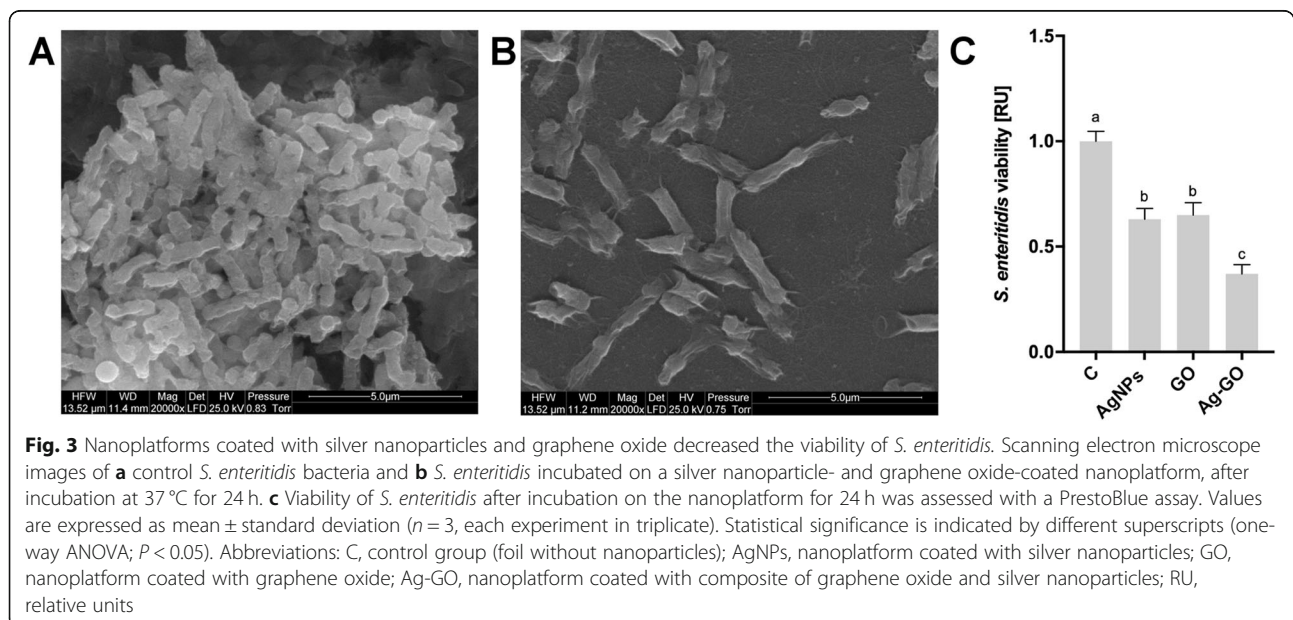 A
B
C
HFW WD Mag Det HV Pressure 5.0µm
13.52 µm 11.4 mm 20000x LFD 25.0 kV 0.83 Torr
HFW WD Mag Det HV Pressure 5.0µm
13.52 µm 11.2 mm 20000x LFD 25.0 kV 0.75 Torr
S. enteritidis viability [RU]
1.5
1.0
0.5
0.0
a
b
b
c
C
AgNPs
GO
Ag-GO
Fig. 3 Nanoplatforms coated with silver nanoparticles and graphene oxide decreased the viability of S. enteritidis. Scanning electron microscope
images of a control S. enteritidis bacteria and b S. enteritidis incubated on a silver nanoparticle- and graphene oxide-coated nanoplatform, after
incubation at 37 °C for 24 h. c Viability of S. enteritidis after incubation on the nanoplatform for 24 h was assessed with a PrestoBlue assay. Values
are expressed as mean ± standard deviation (n = 3, each experiment in triplicate). Statistical significance is indicated by different superscripts (one-
way ANOVA; P < 0.05). Abbreviations: C, control group (foil without nanoparticles); AgNPs, nanoplatform coated with silver nanoparticles; GO,
nanoplatform coated with graphene oxide; Ag-GO, nanoplatform coated with composite of graphene oxide and silver nanoparticles; RU,
relative units